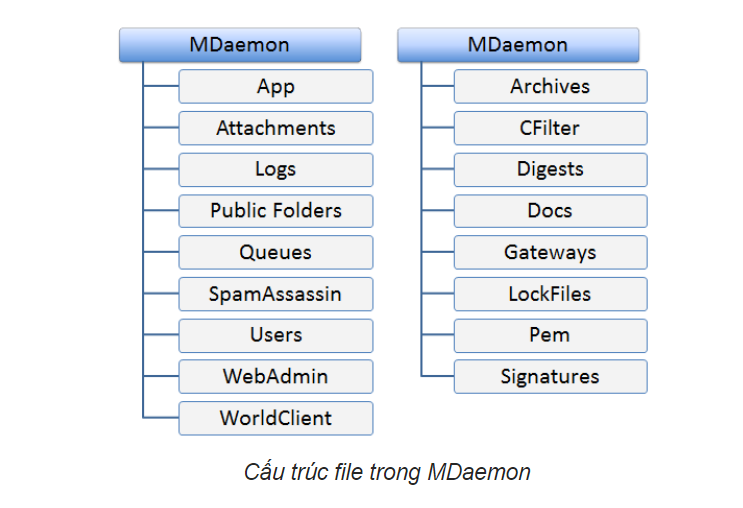 MDaemon
App
Attachments
Logs
Public Folders
Queues
SpamAssassin
Users
WebAdmin
WorldClient
MDaemon
Archives
CFilter
Digests
Docs
Gateways
LockFiles
Pem
Signatures
Cấu trúc file trong MDaemon